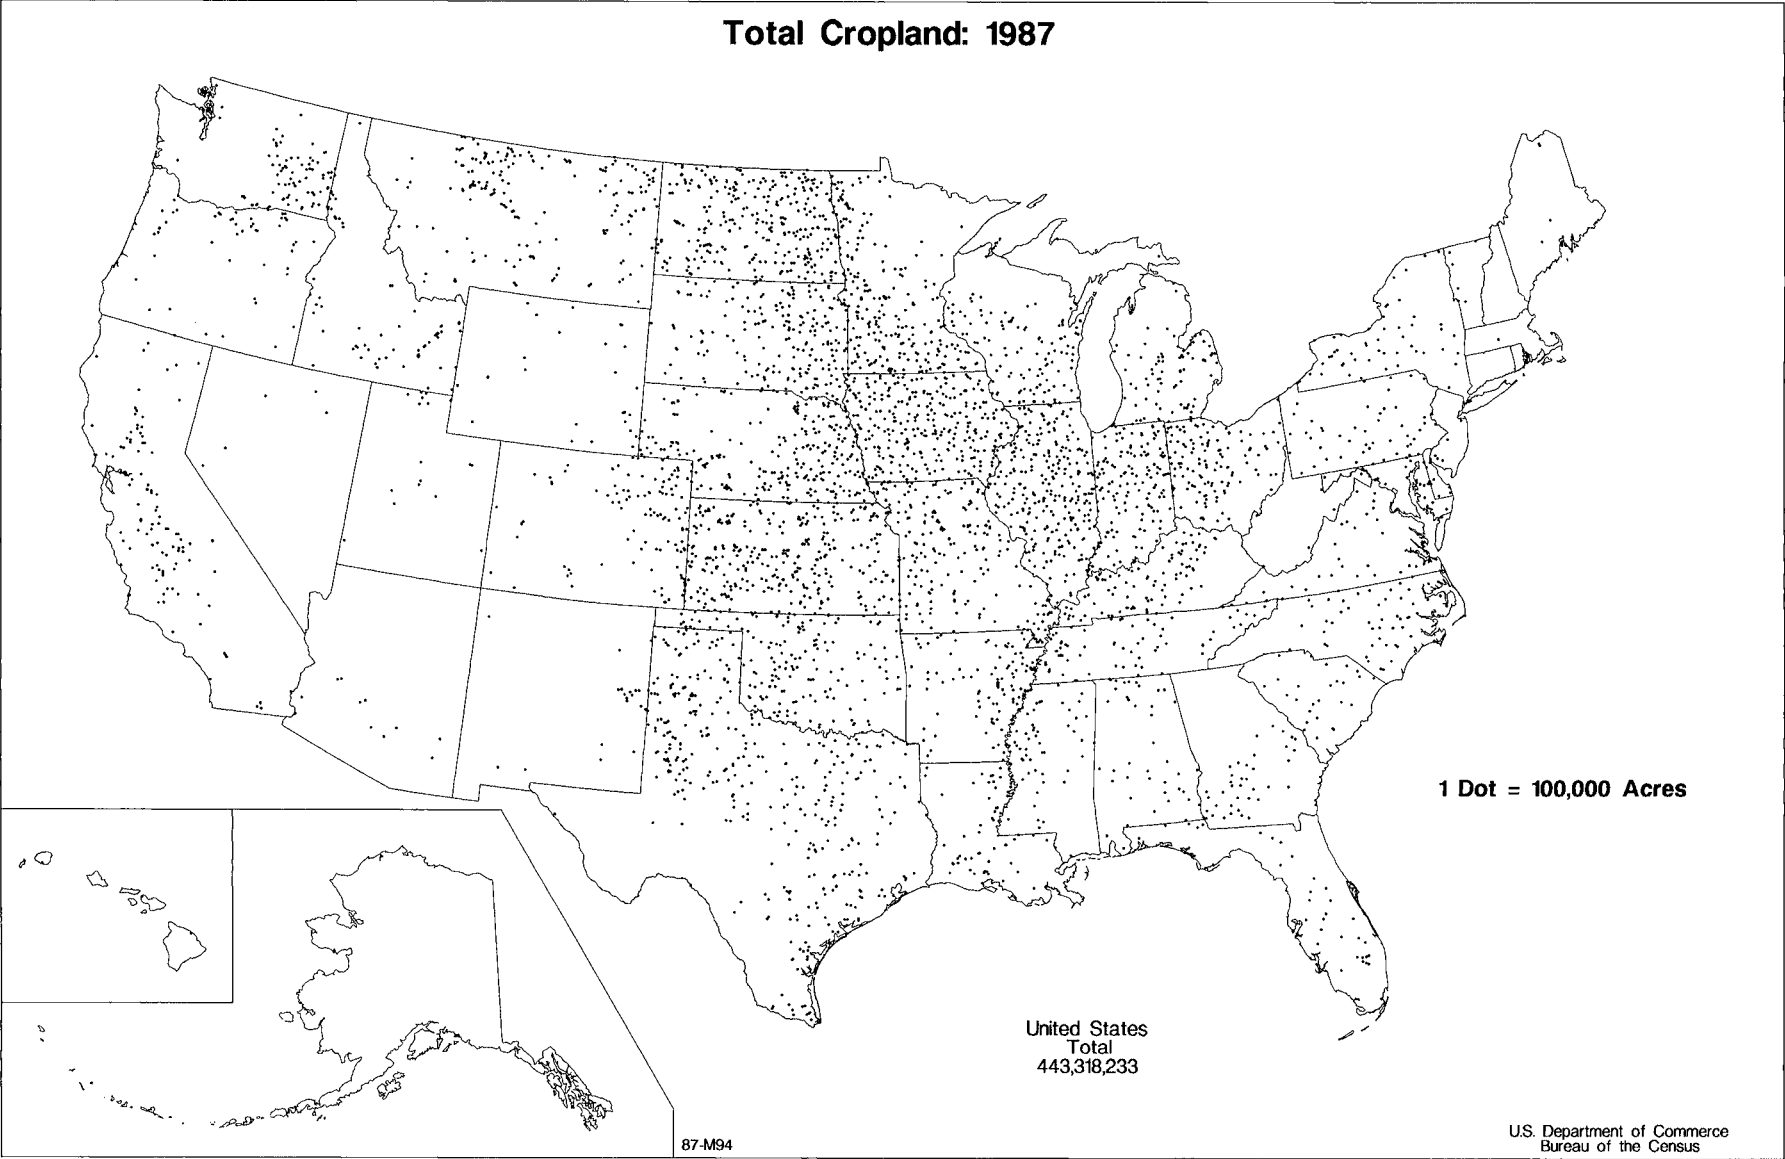 Total Cropland: 1987
1 Dot = 100,000 Acres
United States
Total
443,318,233
87-M94
U.S. Department of Commerce
Bureau of the Census